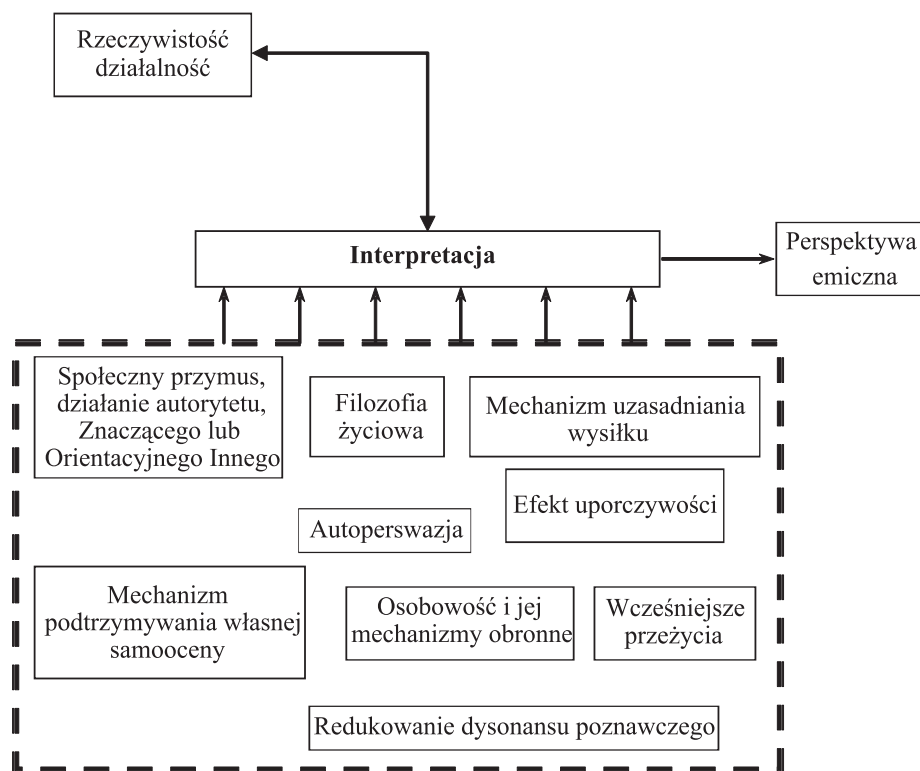 Rzeczywistość
działalność
Interpretacja
Perspektywa
emiczna
Społeczny przymus,
działanie autorytetu,
Znaczącego lub
Orientacyjnego Innego
Filozofia
życiowa
Mechanizm uzasadniania
wysiłku
Efekt uporczywości
Autoperswazja
Mechanizm
podtrzymywania własnej
samooceny
Osobowość i jej
mechanizmy obronne
Wcześniejsze
przeżycia
Redukowanie dysonansu poznawczego